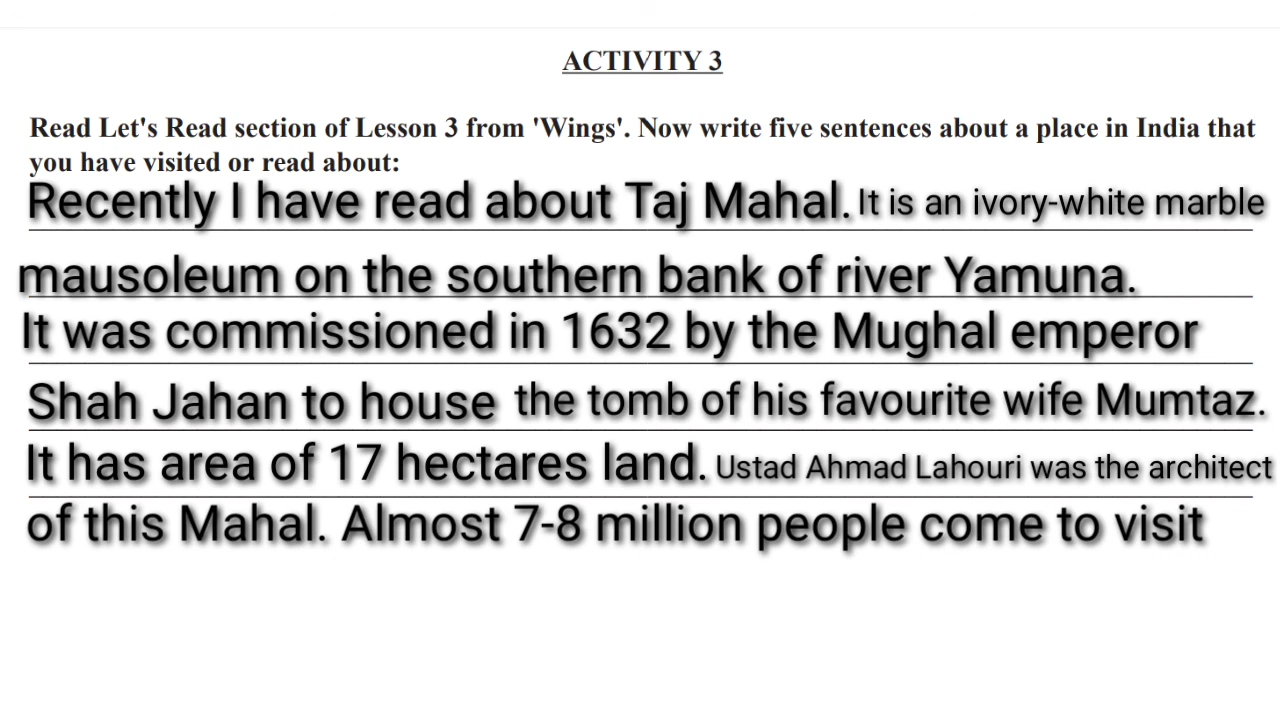 ACTIVITY 3
Read Let's Read section of Lesson 3 from 'Wings'. Now write five sentences about a place in India that
you have visited or read about:
Recently I have read about Taj Mahal. It is an ivory-white marble
mausoleum on the southern bank of river Yamuna.
It was commissioned in 1632 by the Mughal emperor
Shah Jahan to house the tomb of his favourite wife Mumtaz.
It has area of 17 hectares land. Ustad Ahmad Lahouri was the architect
of this Mahal. Almost 7-8 million people come to visit